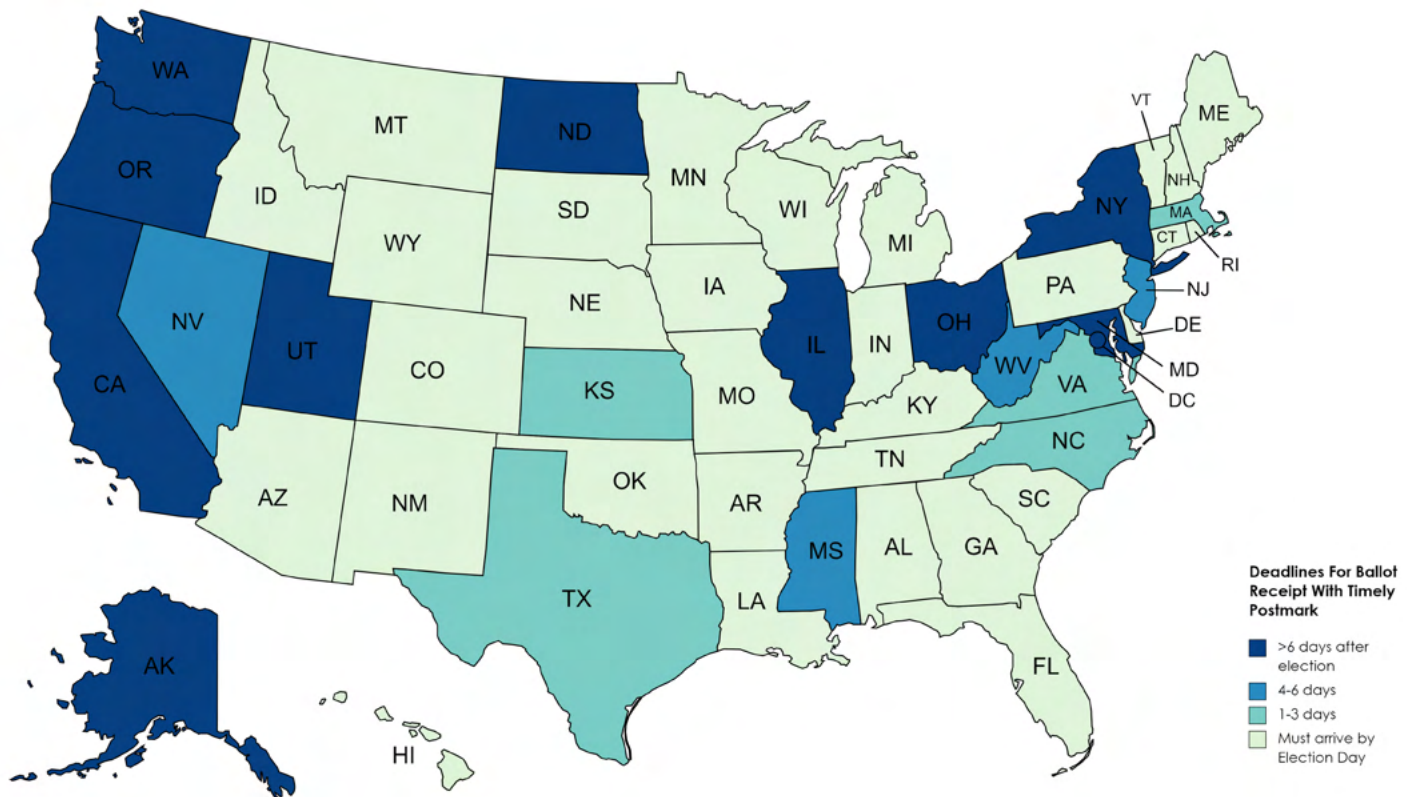 WA
MT
ND
VT
ME
OR
ID
MN
NH
SD
WI
NY
MA
WY
MI
CT
RI
IA
PA
NJ
NE
NV
OH
DE
UT
IL
IN
CA
CO
WV
MD
KS
MO
VA
DC
KY
NC
TN
OK
AZ
NM
AR
SC
MS
AL
GA
TX
LA
AK
FL
HI
Deadlines For Ballot
Receipt With Timely
Postmark
>6 days after
election
4-6 days
1-3 days
Must arrive by
Election Day